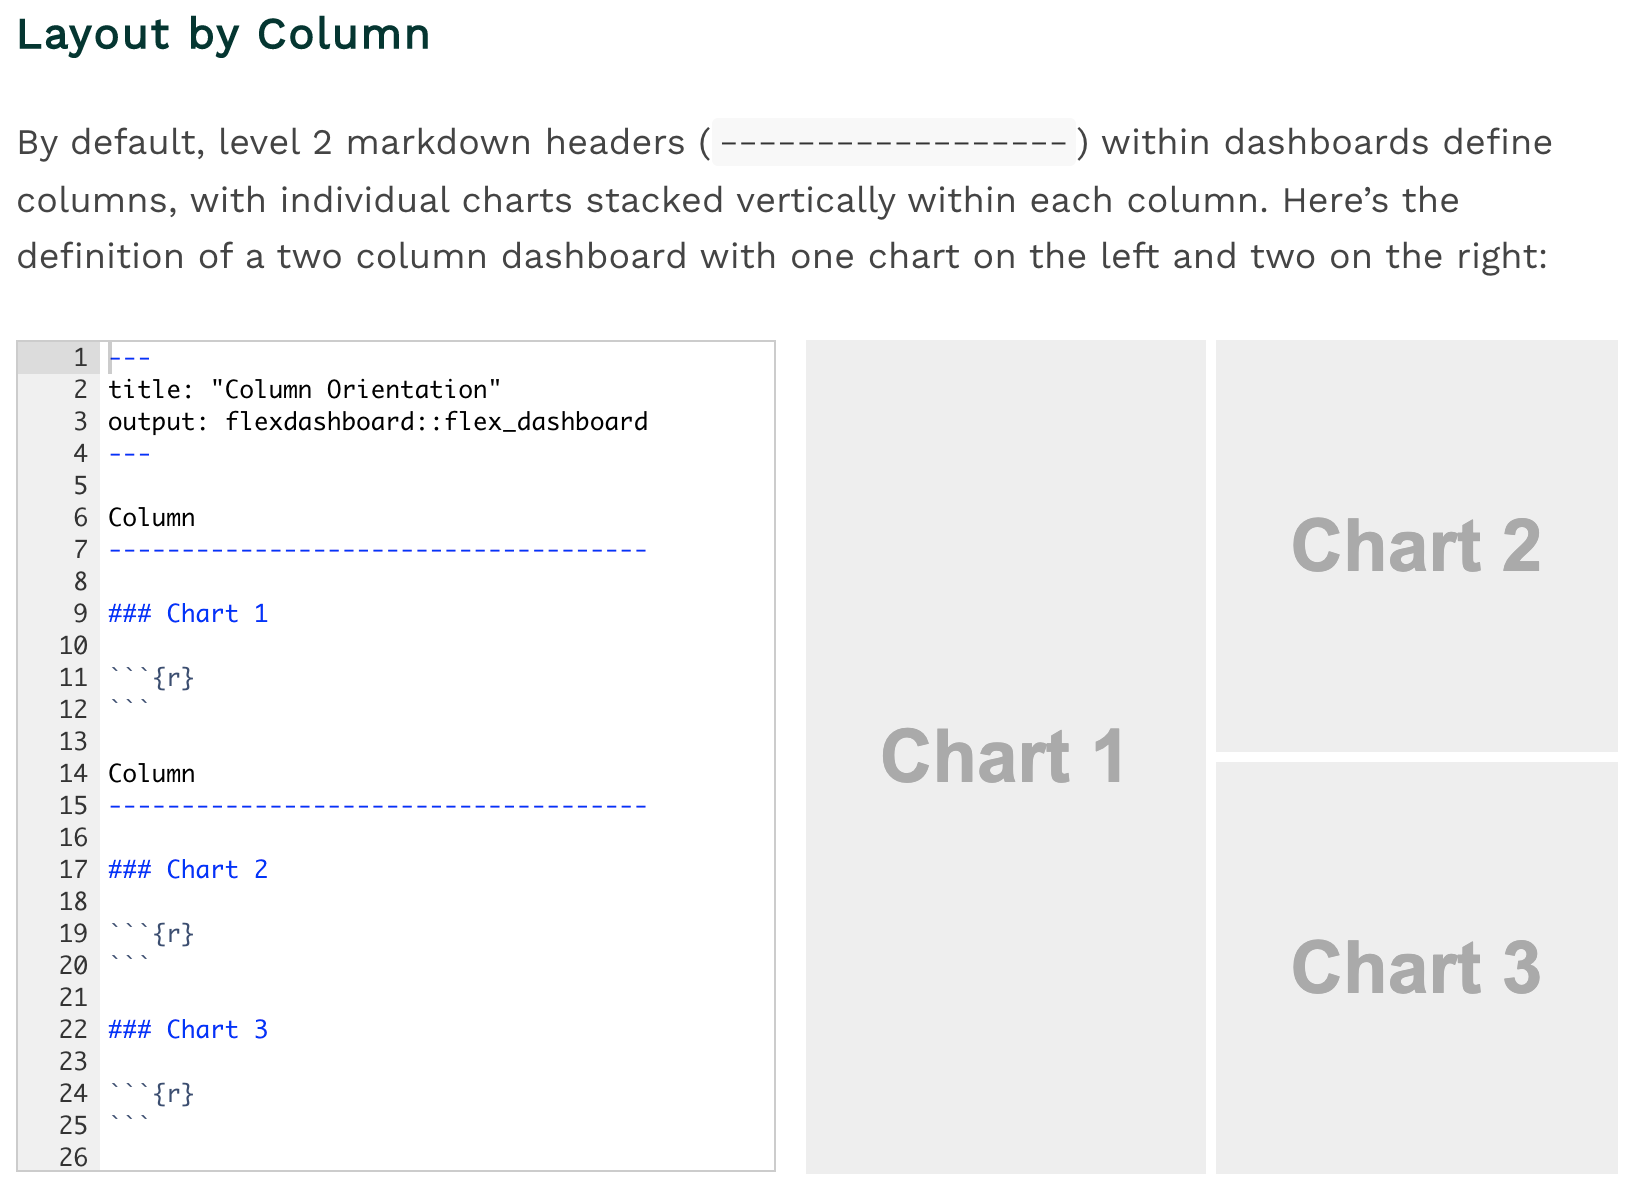 Layout by Column
By default, level 2 markdown headers (------------------) within dashboards define
columns, with individual charts stacked vertically within each column. Here’s the
definition of a two column dashboard with one chart on the left and two on the right:
1 ---
2 title: "Column Orientation"
3 output: flexdashboard::flex_dashboard
4 ---
5
6 Column
7 -------------------------------------
8
9 ### Chart 1
10
11 ```{r}
12 ```
13
14 Column
15 -------------------------------------
16
17 ### Chart 2
18
19 ```{r}
20 ```
21
22 ### Chart 3
23
24 ```{r}
25 ```
26
Chart 1
Chart 2
Chart 3